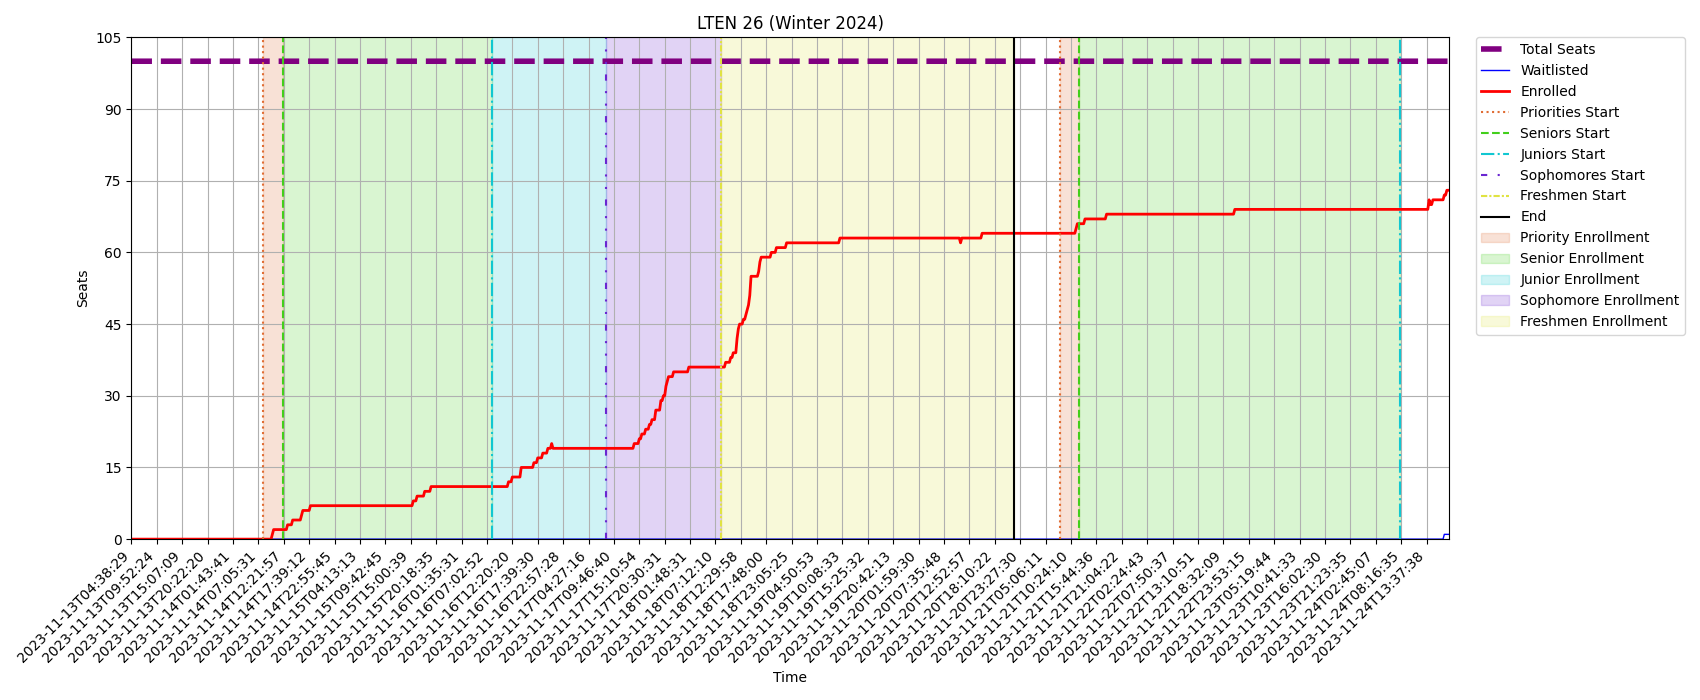 LTEN 26 (Winter 2024)
105
90
75
60
45
30
15
0
Seats
2023-11-13T04:38:29
2023-11-13T09:52:24
2023-11-13T15:07:09
2023-11-13T20:22:20
2023-11-14T01:43:41
2023-11-14T07:05:31
2023-11-14T12:21:57
2023-11-14T17:39:12
2023-11-14T22:55:45
2023-11-15T04:13:13
2023-11-15T09:42:45
2023-11-15T15:00:39
2023-11-15T20:18:35
2023-11-16T01:35:31
2023-11-16T07:02:52
2023-11-16T12:20:20
2023-11-16T17:39:30
2023-11-16T22:57:28
2023-11-17T04:27:16
2023-11-17T09:46:40
2023-11-17T15:10:54
2023-11-17T20:30:31
2023-11-18T01:48:31
2023-11-18T07:12:10
2023-11-18T12:29:58
2023-11-18T17:48:00
2023-11-18T23:05:25
2023-11-19T04:50:53
2023-11-19T10:08:33
2023-11-19T15:25:32
2023-11-19T20:42:13
2023-11-20T01:59:30
2023-11-20T07:35:48
2023-11-20T12:52:57
2023-11-20T18:10:22
2023-11-20T23:27:30
2023-11-21T05:06:11
2023-11-21T10:24:10
2023-11-21T15:44:36
2023-11-21T21:04:22
2023-11-22T02:24:43
2023-11-22T07:50:37
2023-11-22T13:10:51
2023-11-22T18:32:09
2023-11-22T23:53:15
2023-11-23T05:19:44
2023-11-23T10:41:33
2023-11-23T16:02:30
2023-11-23T21:23:35
2023-11-24T02:45:07
2023-11-24T08:16:35
2023-11-24T13:37:38
Time
Total Seats
Waitlisted
Enrolled
Priorities Start
Seniors Start
Juniors Start
Sophomores Start
Freshmen Start
End
Priority Enrollment
Senior Enrollment
Junior Enrollment
Sophomore Enrollment
Freshmen Enrollment